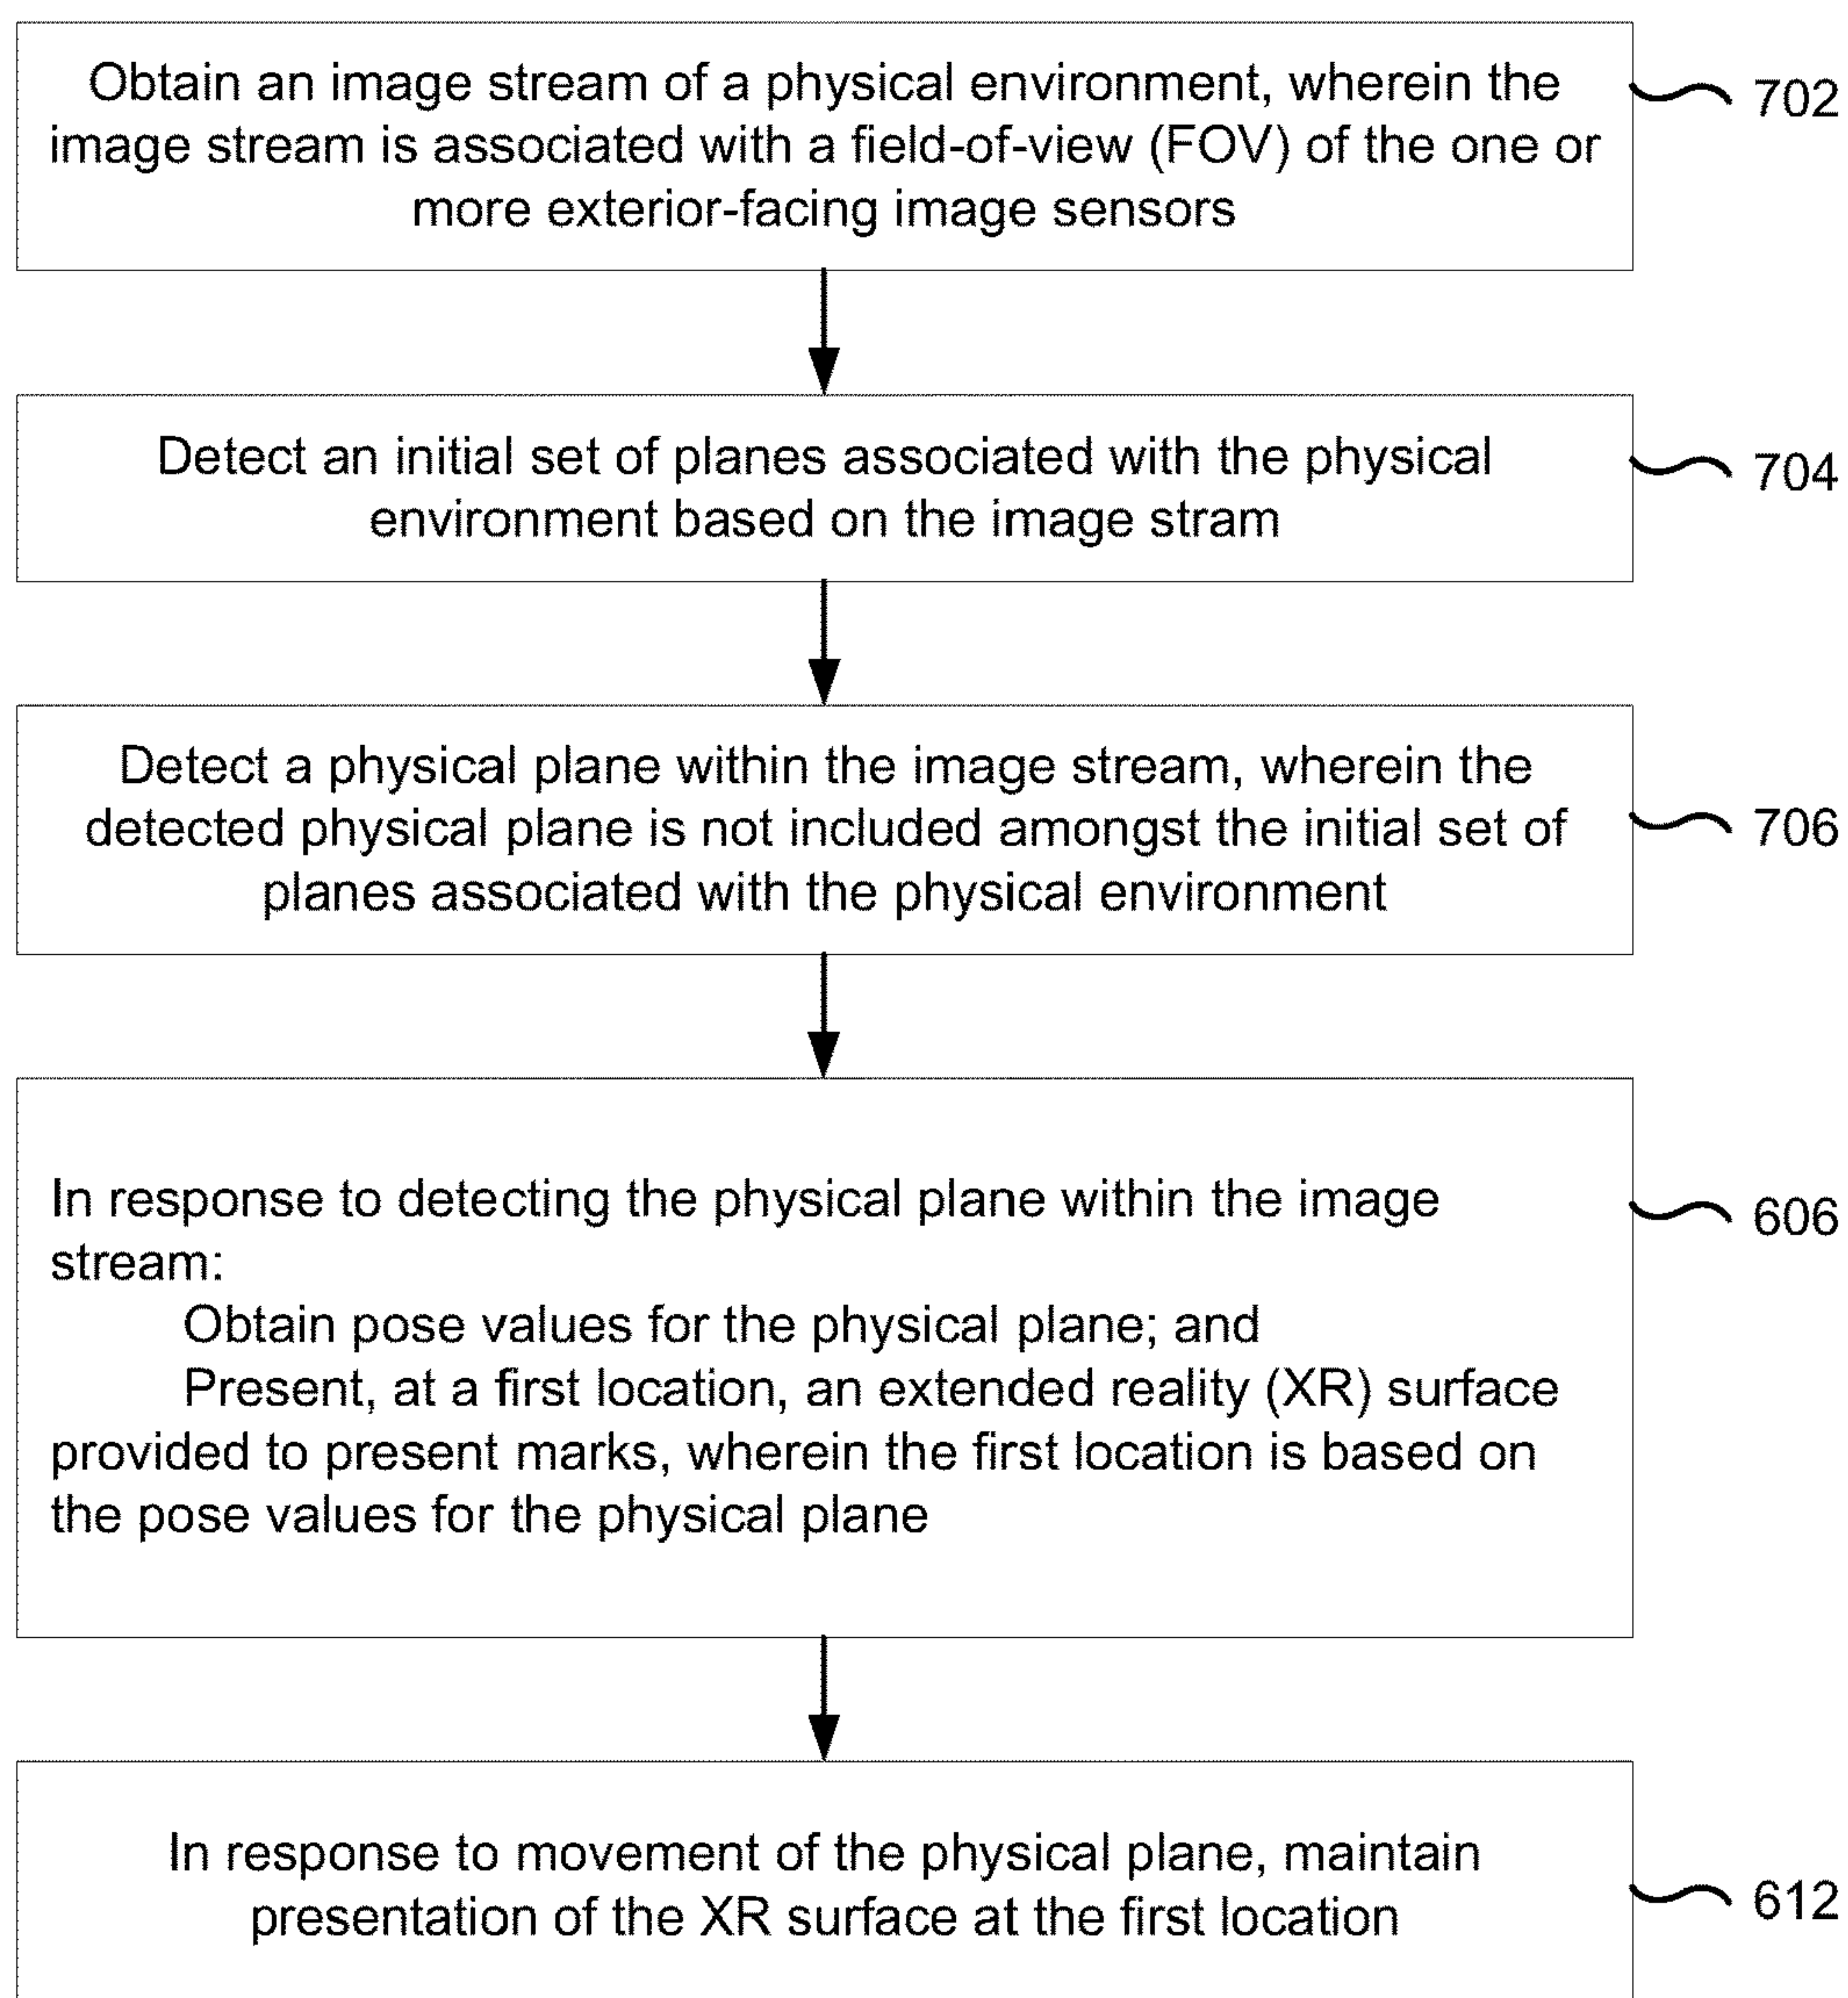 Obtain an image stream of a physical environment, wherein the
image stream is associated with a field-of-view (FOV) of the one or
more exterior-facing image sensors
702
Detect an initial set of planes associated with the physical
environment based on the image stram
704
Detect a physical plane within the image stream, wherein the
detected physical plane is not included amongst the initial set of
planes associated with the physical environment
706
In response to detecting the physical plane within the image
stream:
Obtain pose values for the physical plane; and
Present, at a first location, an extended reality (XR) surface
provided to present marks, wherein the first location is based on
the pose values for the physical plane
606
In response to movement of the physical plane, maintain
presentation of the XR surface at the first location
612